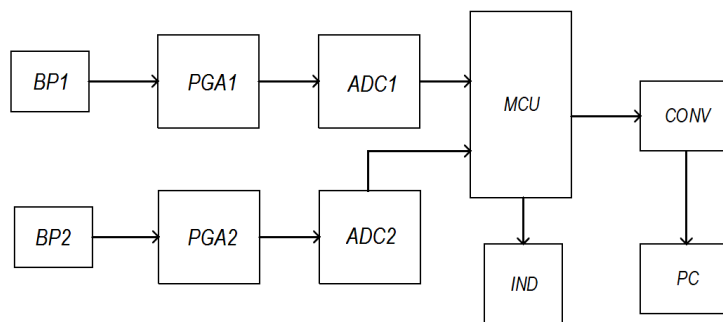 BP1
PGA1
ADC1
MCU
CONV
BP2
PGA2
ADC2
IND
PC